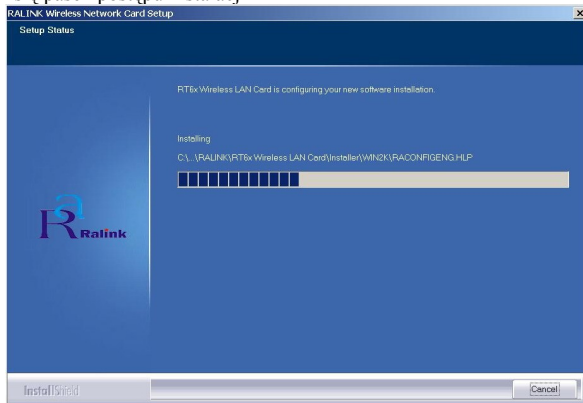 RALINK Wireless Network Card Setup
Setup Status
RT6x Wireless LAN Card is configuring your new software installation.
Installing
C:\...\RALINK\RT6x Wireless LAN Card\Installer\WIN2K\RACONFIGENG.HLP
Ralink
InstallShield
Cancel